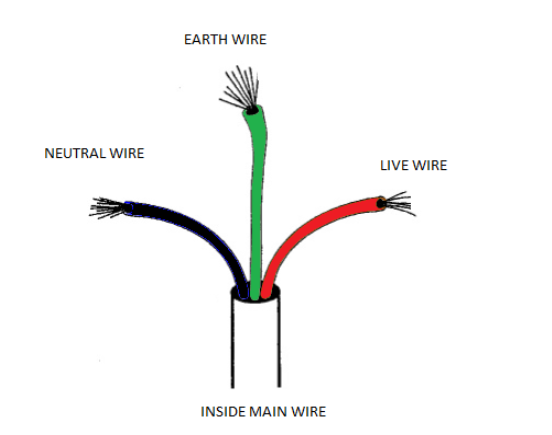 EARTH WIRE
NEUTRAL WIRE
LIVE WIRE
INSIDE MAIN WIRE